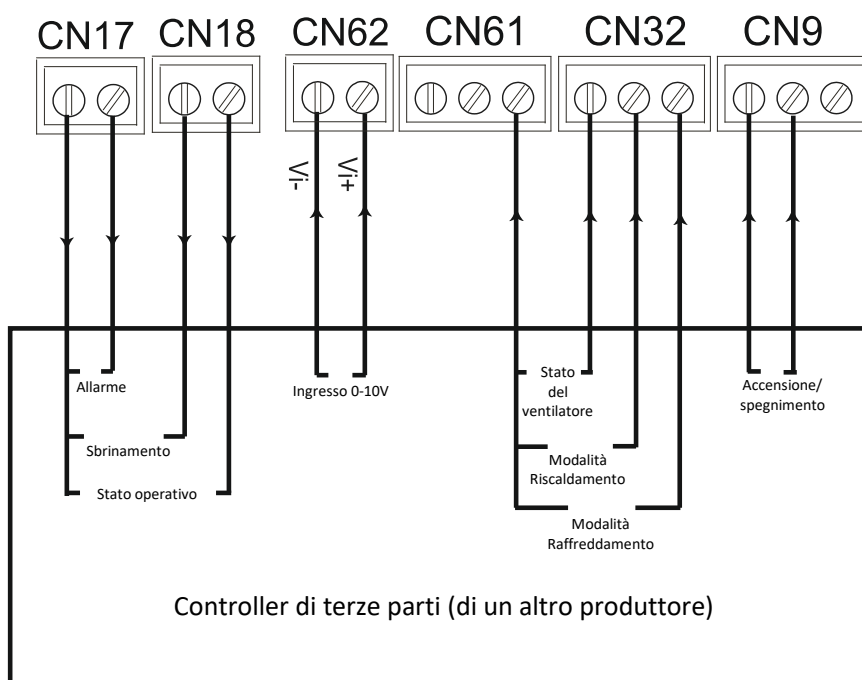 CN17 CN18 CN62 CN61 CN32 CN9
Vi- Vi+
Allarme
Sbrinamento
Stato operativo
Ingresso 0-10V
Stato
del
ventilatore
Modalità
Riscaldamento
Modalità
Raffreddamento
Accensione/
spegnimento
Controller di terze parti (di un altro produttore)